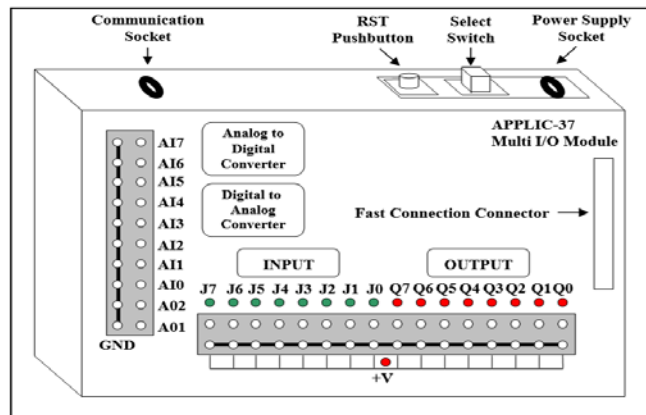 Communication
Socket
RST
Pushbutton
Select
Switch
Power Supply
Socket
APPLIC-37
Multi I/O Module
Analog to
Digital
Converter
Digital to
Analog
Converter
Fast Connection Connector
AI7
AI6
AI5
AI4
AI3
AI2
AI1
AI0
A02
A01
GND
INPUT
OUTPUT
J7 J6 J5 J4 J3 J2 J1 J0 Q7 Q6 Q5 Q4 Q3 Q2 Q1 Q0
+V